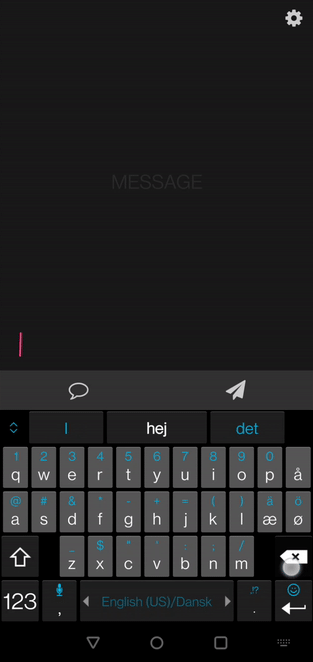 MESSAGE
I hej det
1 2 3 4 5 6 7 8 9 0
q w e r t y u i o p å
@ # & * - + = ( ) ä ö
a s d f g h j k l æ ø
_ $ " ' : ; /
z x c v b n m
123 , English (US)/Dansk .!? .